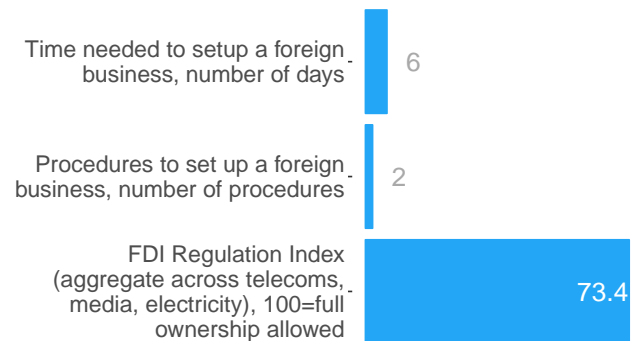 Time needed to setup a foreign
business, number of days
6
Procedures to set up a foreign
business, number of procedures
2
FDI Regulation Index
(aggregate across telecoms,
media, electricity), 100=full
ownership allowed
73.4